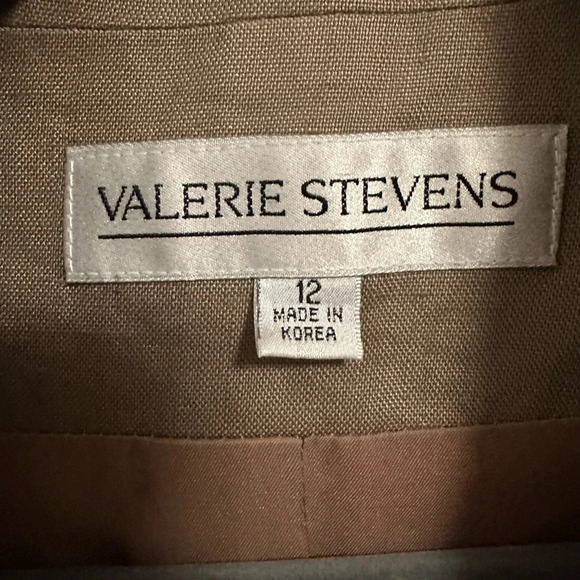 VALERIE STEVENS
12
MADE IN
KOREA